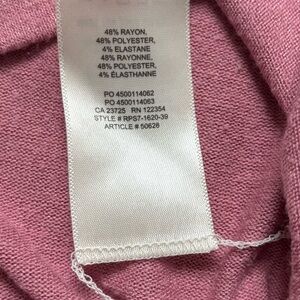 48% RAYON,
48% POLYESTER,
4% ELASTANE
48% RAYONNE,
48% POLYESTER,
4% ÉLASTHANNE
PO 4500114062
PO 4500114063
CA 23725 RN 122354
STYLE # RPS7-1620-39
ARTICLE # 50628